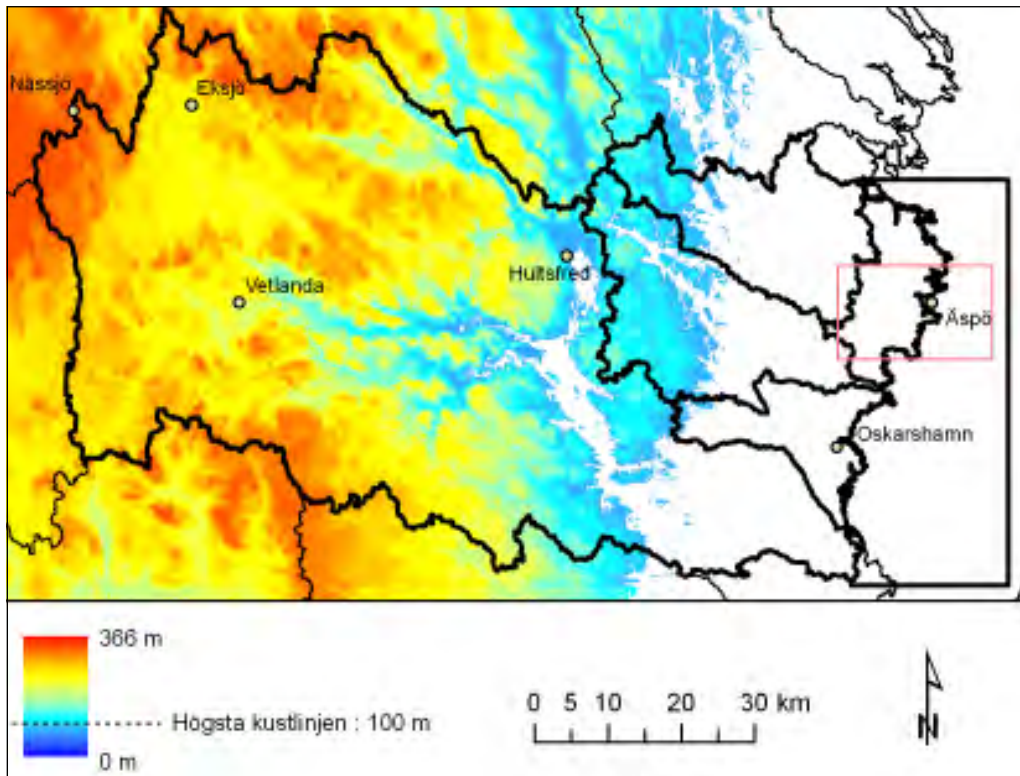 Nässjö
Eksjö
Hultsfred
Vetlanda
Äspö
Oskarshamn
366 m
Högsta kustlinjen : 100 m
0 m
0 5 10 20 30 km
N